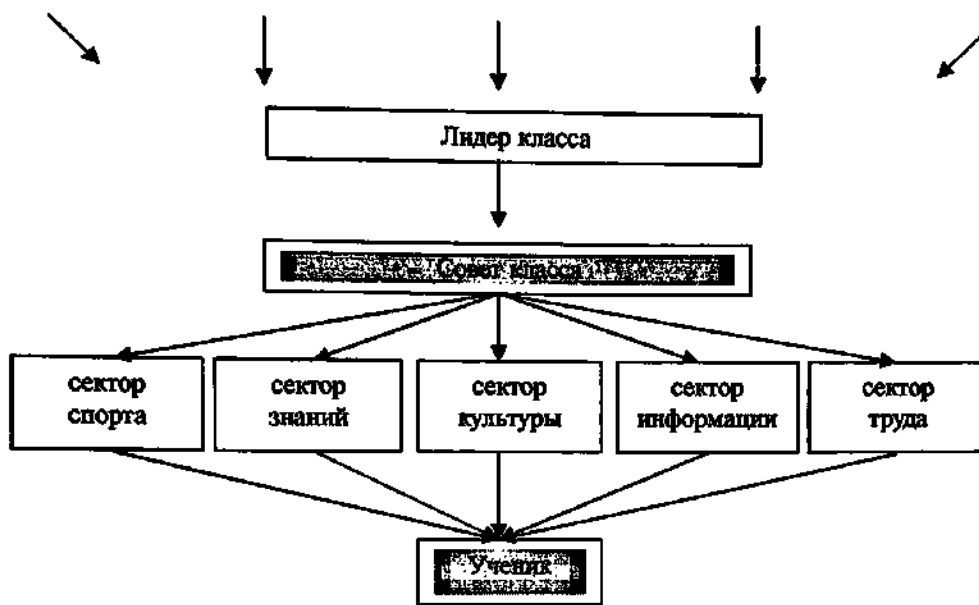 Лидер класса
Совет класса
сектор
спорта
сектор
знаний
сектор
культуры
сектор
информации
сектор
труда
Ученик